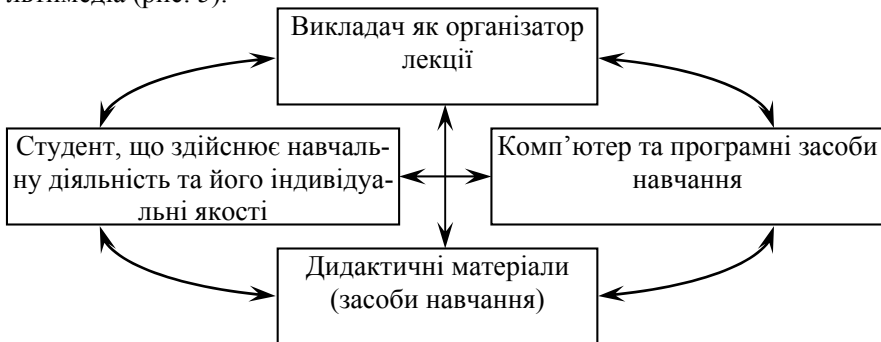 льтимедіа (рис. 3).
Викладач як організатор
лекції
Студент, що здійснює навчаль-
ну діяльність та його індивідуа-
льні якості
Комп’ютер та програмні засоби
навчання
Дидактичні матеріали
(засоби навчання)